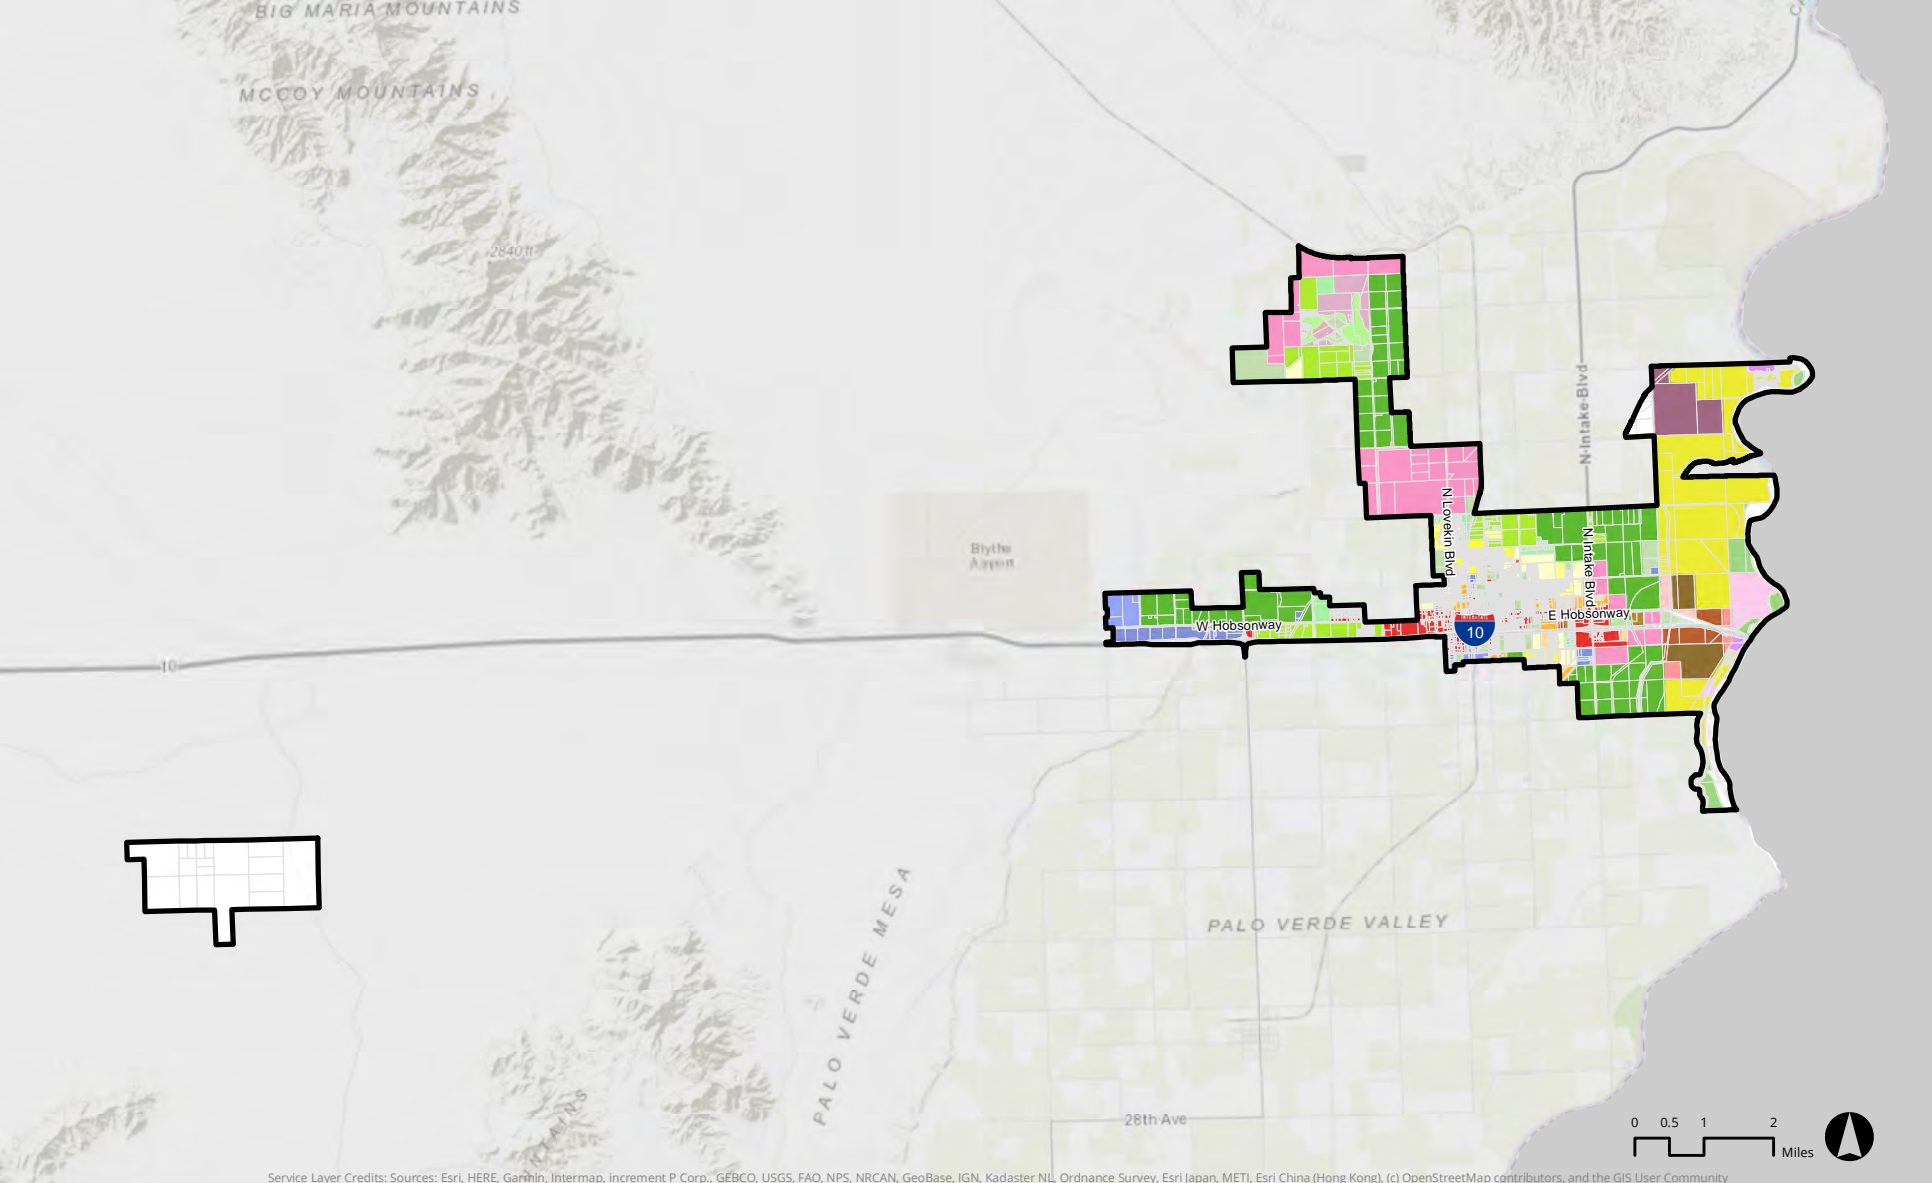 BIG MARIA MOUNTAINS
MCCOY MOUNTAINS
2840 ft
N Intake Blvd
N Lovekin Blvd
N Intake Blvd
Blythe
Airport
E Hobsonway
W Hobsonway
10
10
PALO VERDE MESA
PALO VERDE VALLEY
28th Ave
0 0.5 1 2
Miles
Service Layer Credits: Sources: Esri, HERE, Garmin, Intermap, increment P Corp., GEBCO, USGS, FAO, NPS, NRCAN, GeoBase, IGN, Kadaster NL, Ordnance Survey, Esri Japan, METI, Esri China (Hong Kong), (c) OpenStreetMap contributors, and the GIS User Community